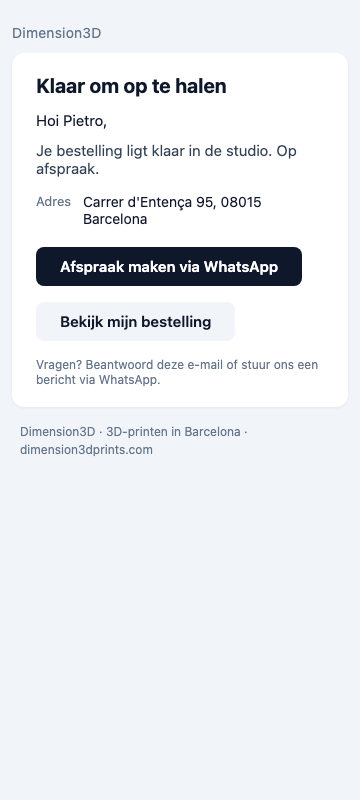 Dimension3D
Klaar om op te halen
Hoi Pietro,
Je bestelling ligt klaar in de studio. Op
afspraak.
Adres Carrer d'Entença 95, 08015
Barcelona
Afspraak maken via WhatsApp
Bekijk mijn bestelling
Vragen? Beantwoord deze e-mail of stuur ons een
bericht via WhatsApp.
Dimension3D · 3D-printen in Barcelona ·
dimension3dprints.com